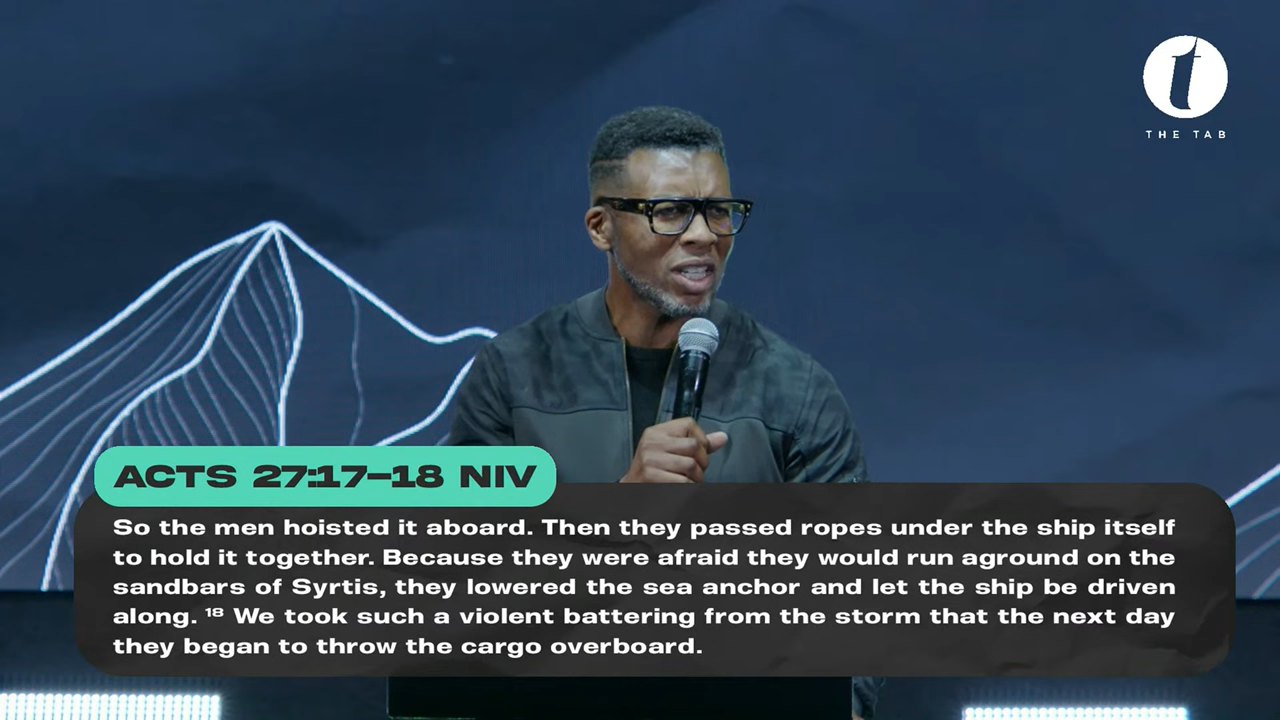 t
THE TAB
ACTS 27:17–18 NIV
So the men hoisted it aboard. Then they passed ropes under the ship itself
to hold it together. Because they were afraid they would run aground on the
sandbars of Syrtis, they lowered the sea anchor and let the ship be driven
along. ¹⁸ We took such a violent battering from the storm that the next day
they began to throw the cargo overboard.